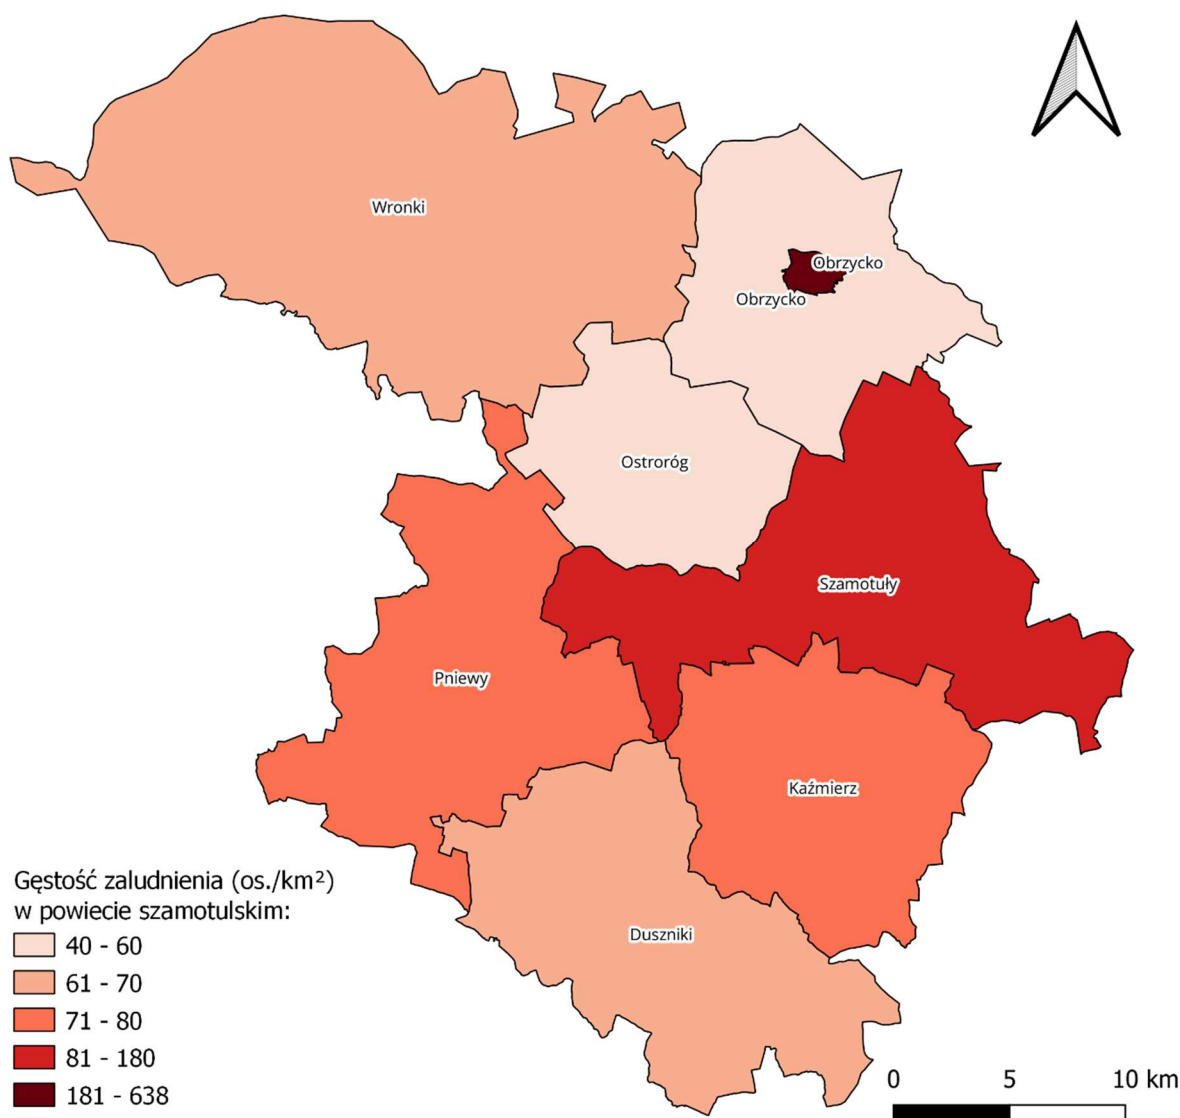 Wronki
Obrzycko
Obrzycko
Ostroróg
Szamotuły
Pniewy
Kaźmierz
Duszniki
Gęstość zaludnienia (os./km²)
w powiecie szamotulskim:
40 - 60
61 - 70
71 - 80
81 - 180
181 - 638
0 5 10 km